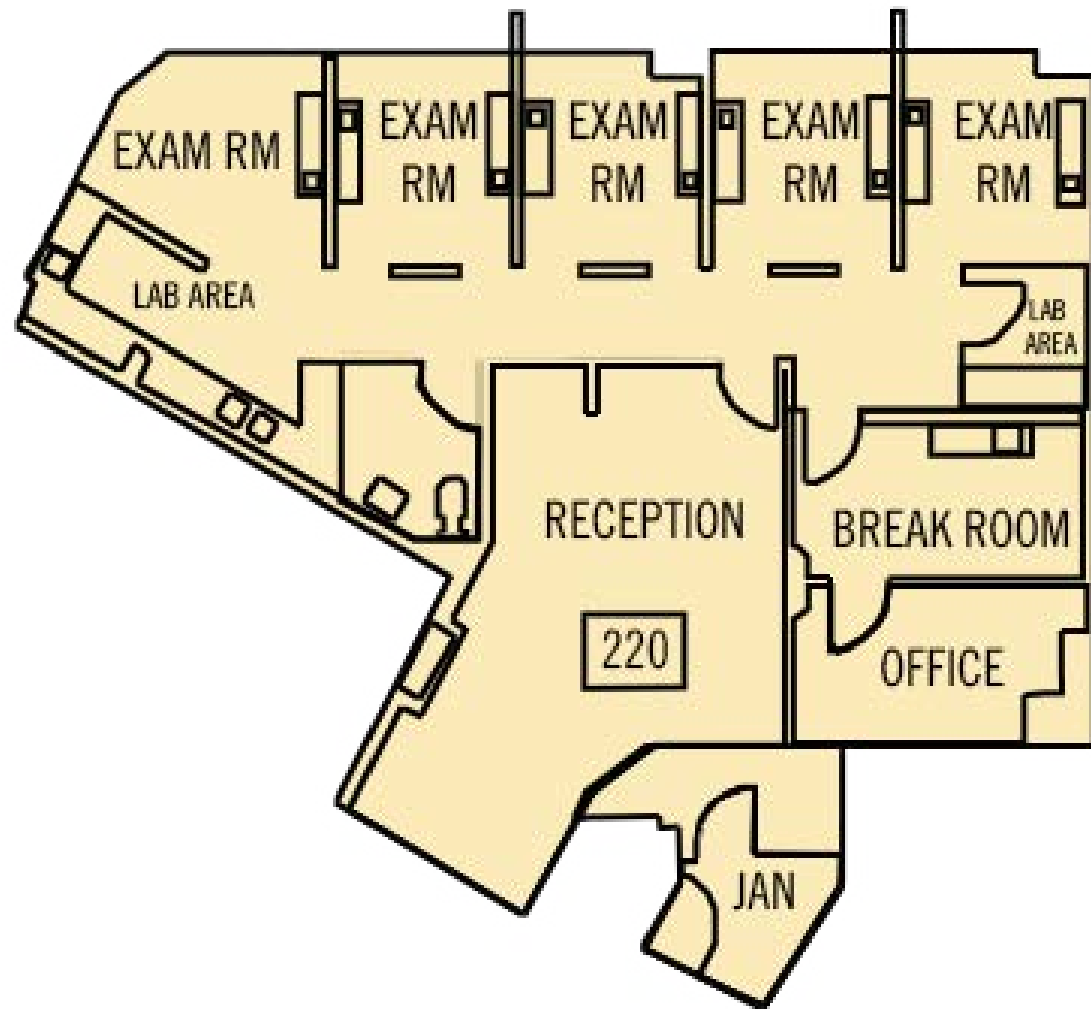 EXAM RM
EXAM
RM
EXAM
RM
EXAM
RM
EXAM
RM
LAB AREA
LAB
AREA
RECEPTION
BREAK ROOM
220
OFFICE
JAN